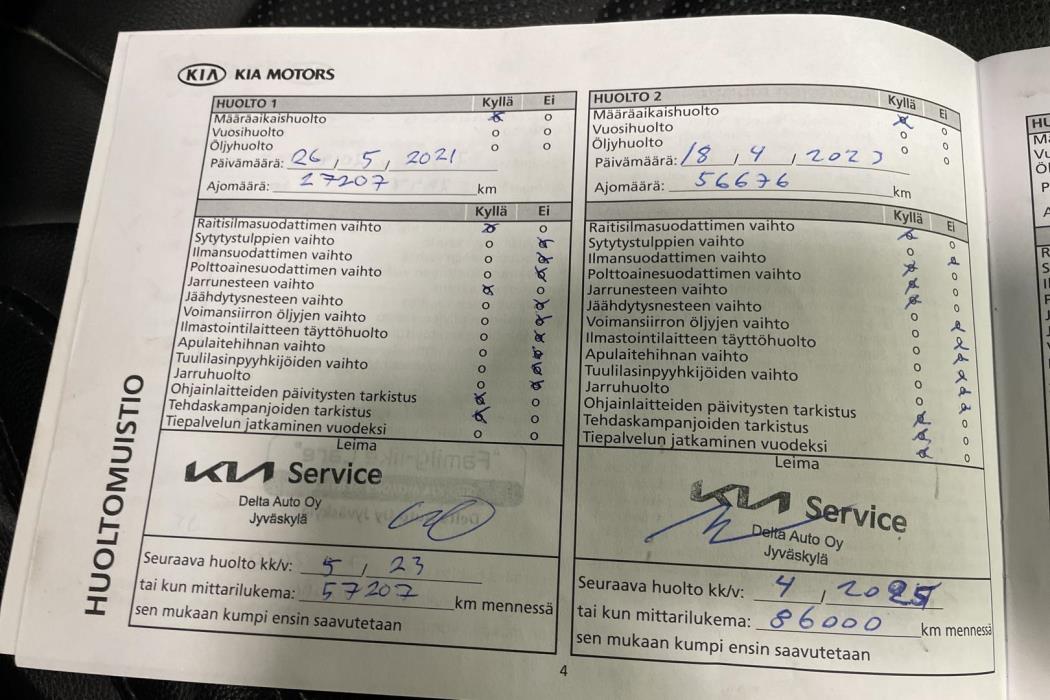 KIA KIA MOTORS
HUOLTO 1 Kyllä Ei
Määräaikaishuolto
Vuosihuolto
Öljyhuolto
Päivämäärä: 26, 5, 2021
Ajomäärä: 27207 km
Kyllä Ei
Raitisilmasuodattimen vaihto
Sytytystulppien vaihto
Ilmansuodattimen vaihto
Polttoainesuodattimen vaihto
Jarrunesteen vaihto
Jäähdytysnesteen vaihto
Voimansiirron öljyjen vaihto
Ilmastointilaitteen täyttöhuolto
Apulaitehihnan vaihto
Tuulilasinpyyhkijöiden vaihto
Jarruhuolto
Ohjainlaitteiden päivitysten tarkistus
Tehdaskampanjoiden tarkistus
Tiepalvelun jatkaminen vuodeksi
Leima
KIA Service
Delta Auto Oy
Jyväskylä
Seuraava huolto kk/v: 5, 23
tai kun mittarilukema: 57207 km mennessä
sen mukaan kumpi ensin saavutetaan
HUOLTO 2 Kyllä Ei
Määräaikaishuolto
Vuosihuolto
Öljyhuolto
Päivämäärä: 18, 4, 2023
Ajomäärä: 56676 km
Kyllä Ei
Raitisilmasuodattimen vaihto
Sytytystulppien vaihto
Ilmansuodattimen vaihto
Polttoainesuodattimen vaihto
Jarrunesteen vaihto
Jäähdytysnesteen vaihto
Voimansiirron öljyjen vaihto
Ilmastointilaitteen täyttöhuolto
Apulaitehihnan vaihto
Tuulilasinpyyhkijöiden vaihto
Jarruhuolto
Ohjainlaitteiden päivitysten tarkistus
Tehdaskampanjoiden tarkistus
Tiepalvelun jatkaminen vuodeksi
Leima
KIA Service
Delta Auto Oy
Jyväskylä
Seuraava huolto kk/v: 4, 2025
tai kun mittarilukema: 86000 km mennessä
sen mukaan kumpi ensin saavutetaan
HUOLTOMUISTIO
4